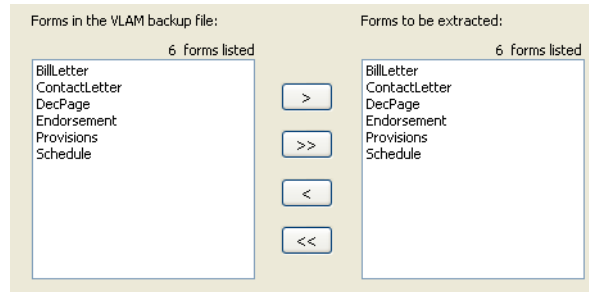 Forms in the VLAM backup file:
Forms to be extracted:
6 forms listed
6 forms listed
BillLetter
ContactLetter
DecPage
Endorsement
Provisions
Schedule
>
>>
<
<<
BillLetter
ContactLetter
DecPage
Endorsement
Provisions
Schedule